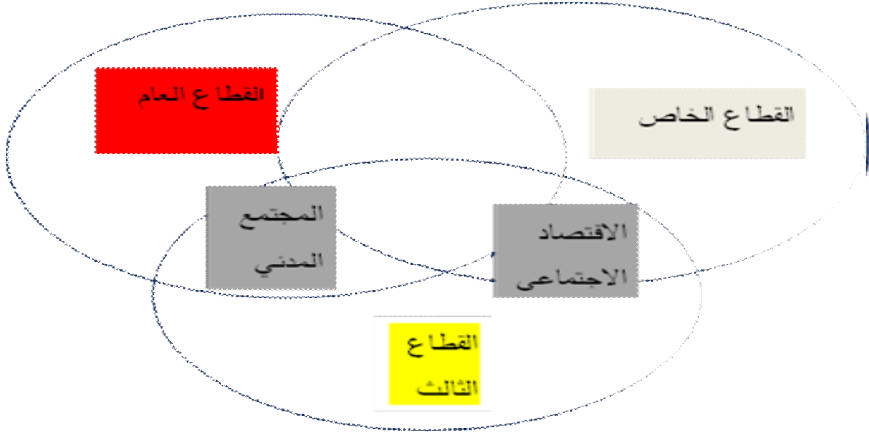 القطاع العام
القطاع الخاص
المجتمع
المدني
الاقتصاد
الاجتماعي
القطاع
الثالث